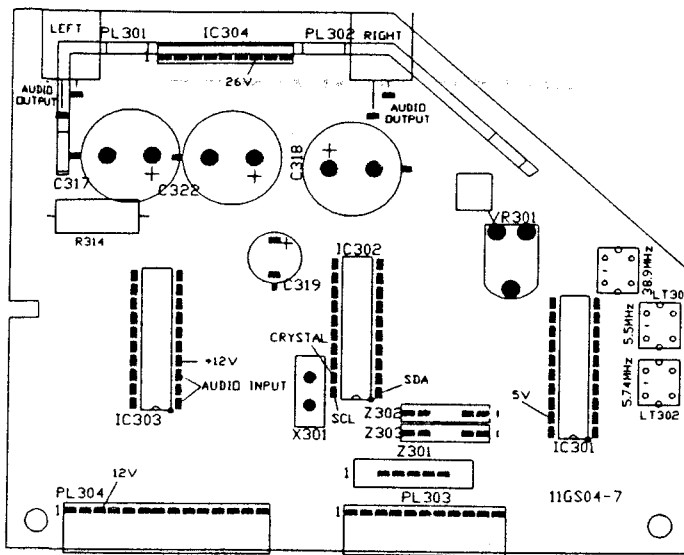 LEFT
PL301
IC304
PL302
RIGHT
1
26V
AUDIO
OUTPUT
AUDIO
OUTPUT
+
C317
+
C322
+
C318
R314
VR301
+
C319
IC302
38.9MHz
5.5MHz
5.74MHz
LT302
CRYSTAL
+12V
AUDIO INPUT
SDA
SCL
IC303
X301
Z302
Z303
Z301
1
5V
IC301
12V
PL304
1
PL303
1
11GS04-7